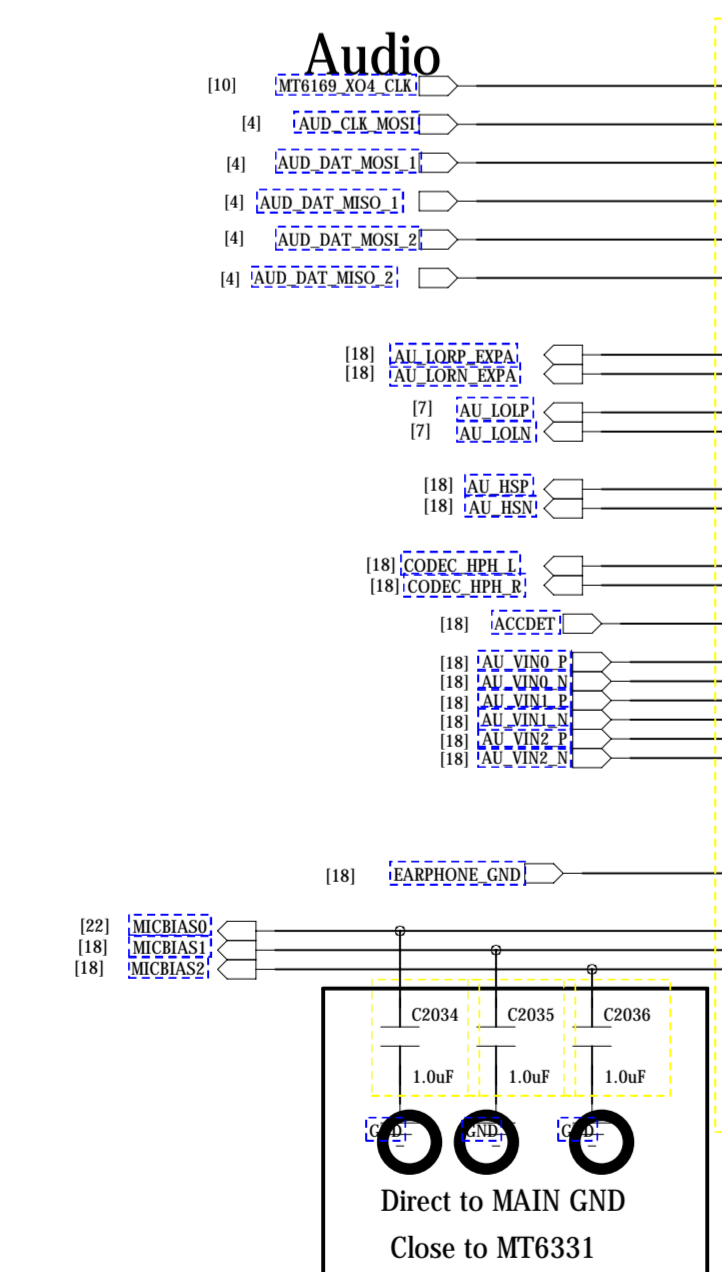 Audio
[10] MT6169_XO4_CLK
[4] AUD_CLK_MOSI
[4] AUD_DAT_MOSI_1
[4] AUD_DAT_MISO_1
[4] AUD_DAT_MOSI_2
[4] AUD_DAT_MISO_2
[18] AU_LORP_EXPA
[18] AU_LORN_EXPA
[7] AU_LOLP
[7] AU_LOLN
[18] AU_HSP
[18] AU_HSN
[18] CODEC_HPH_L
[18] CODEC_HPH_R
[18] ACCDET
[18] AU_VIN0_P
[18] AU_VIN0_N
[18] AU_VIN1_P
[18] AU_VIN1_N
[18] AU_VIN2_P
[18] AU_VIN2_N
[18] EARPHONE_GND
[22] MICBIAS0
[18] MICBIAS1
[18] MICBIAS2
C2034 C2035 C2036
1.0uF 1.0uF 1.0uF
GND GND GND
Direct to MAIN GND
Close to MT6331